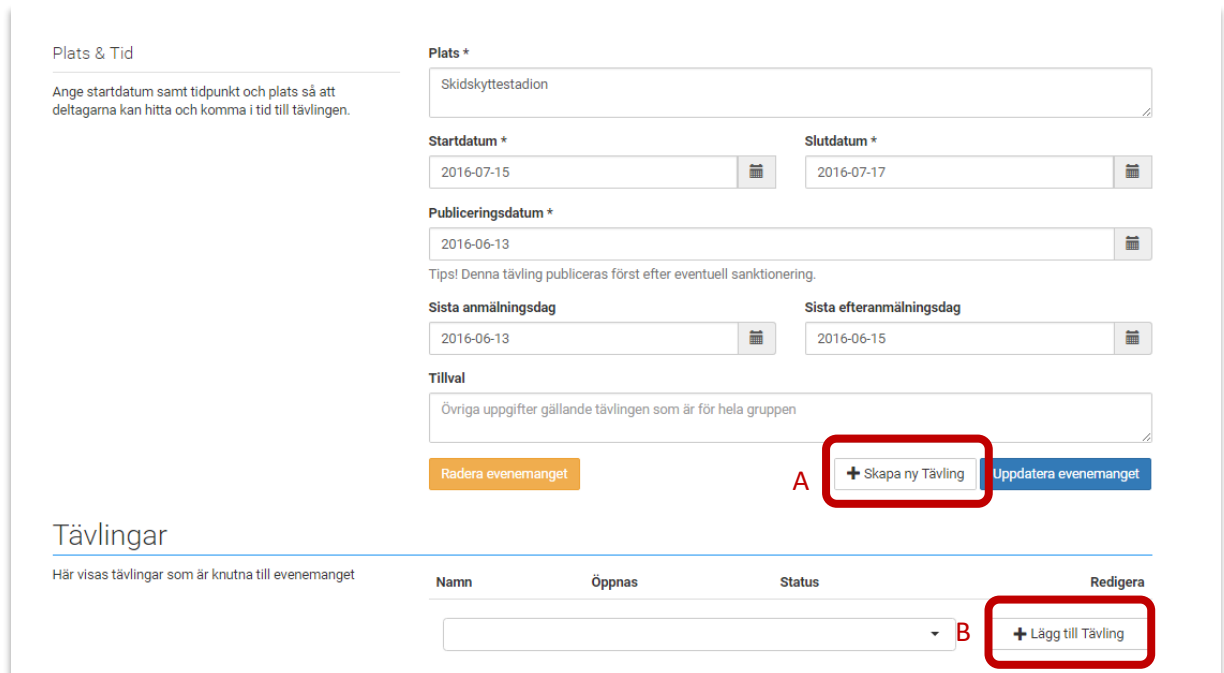 Plats & Tid
Ange startdatum samt tidpunkt och plats så att
deltagarna kan hitta och komma i tid till tävlingen.
Plats *
Skidskyttestadion
Startdatum *
Slutdatum *
2016-07-15
2016-07-17
Publiceringsdatum *
2016-06-13
Tips! Denna tävling publiceras först efter eventuell sanktionering.
Sista anmälningsdag
Sista efteranmälningsdag
2016-06-13
2016-06-15
Tillval
Övriga uppgifter gällande tävlingen som är för hela gruppen
Radera evenemanget
A
Skapa ny Tävling
Uppdatera evenemanget
Tävlingar
Här visas tävlingar som är knutna till evenemanget
Namn
Öppnas
Status
Redigera
B
Lägg till Tävling